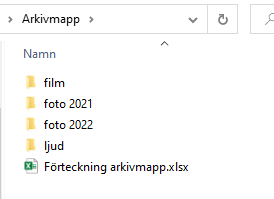 Arkivmapp
Namn
film
foto 2021
foto 2022
ljud
Förteckning arkivmapp.xlsx